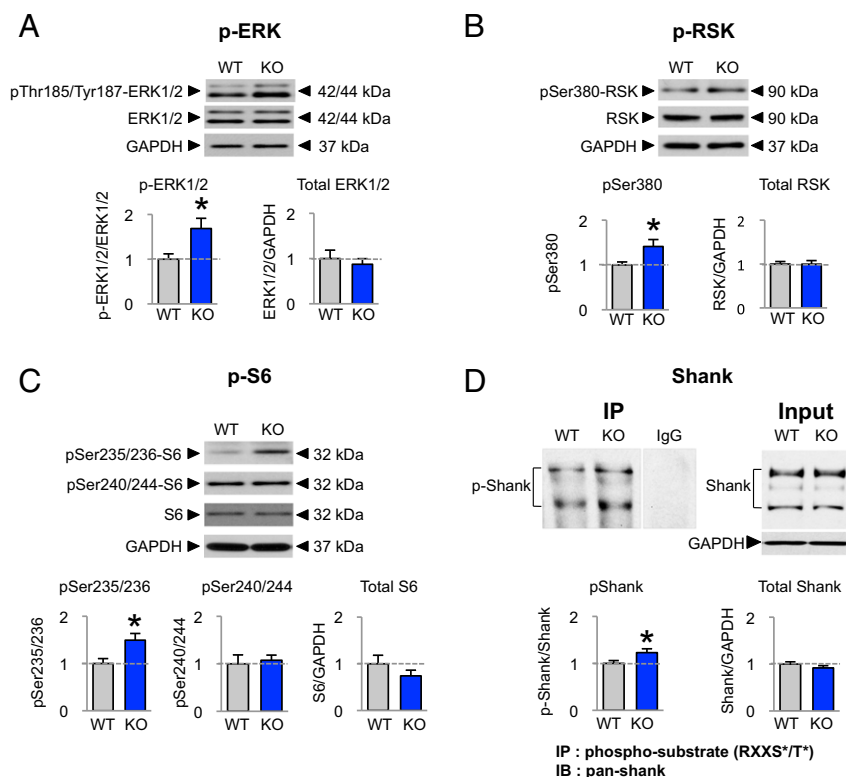 A
p-ERK
WT KO
pThr185/Tyr187-ERK1/2 42/44 kDa
ERK1/2 42/44 kDa
GAPDH 37 kDa
p-ERK1/2
p-ERK1/2/ERK1/2
2
1
0
*
WT KO
Total ERK1/2
ERK1/2/GAPDH
2
1
0
WT KO
B
p-RSK
WT KO
pSer380-RSK 90 kDa
RSK 90 kDa
GAPDH 37 kDa
pSer380
pSer380
2
1
0
*
WT KO
Total RSK
RSK/GAPDH
2
1
0
WT KO
C
p-S6
WT KO
pSer235/236-S6 32 kDa
pSer240/244-S6 32 kDa
S6 32 kDa
GAPDH 37 kDa
pSer235/236
pSer235/236
2
1
0
*
WT KO
pSer240/244
pSer240/244
2
1
0
WT KO
Total S6
S6/GAPDH
2
1
0
WT KO
D
Shank
IP
WT KO IgG
p-Shank
Input
WT KO
Shank
GAPDH
pShank
p-Shank/Shank
2
1
0
*
WT KO
Total Shank
Shank/GAPDH
2
1
0
WT KO
IP : phospho-substrate (RXXS*/T*)
IB : pan-shank